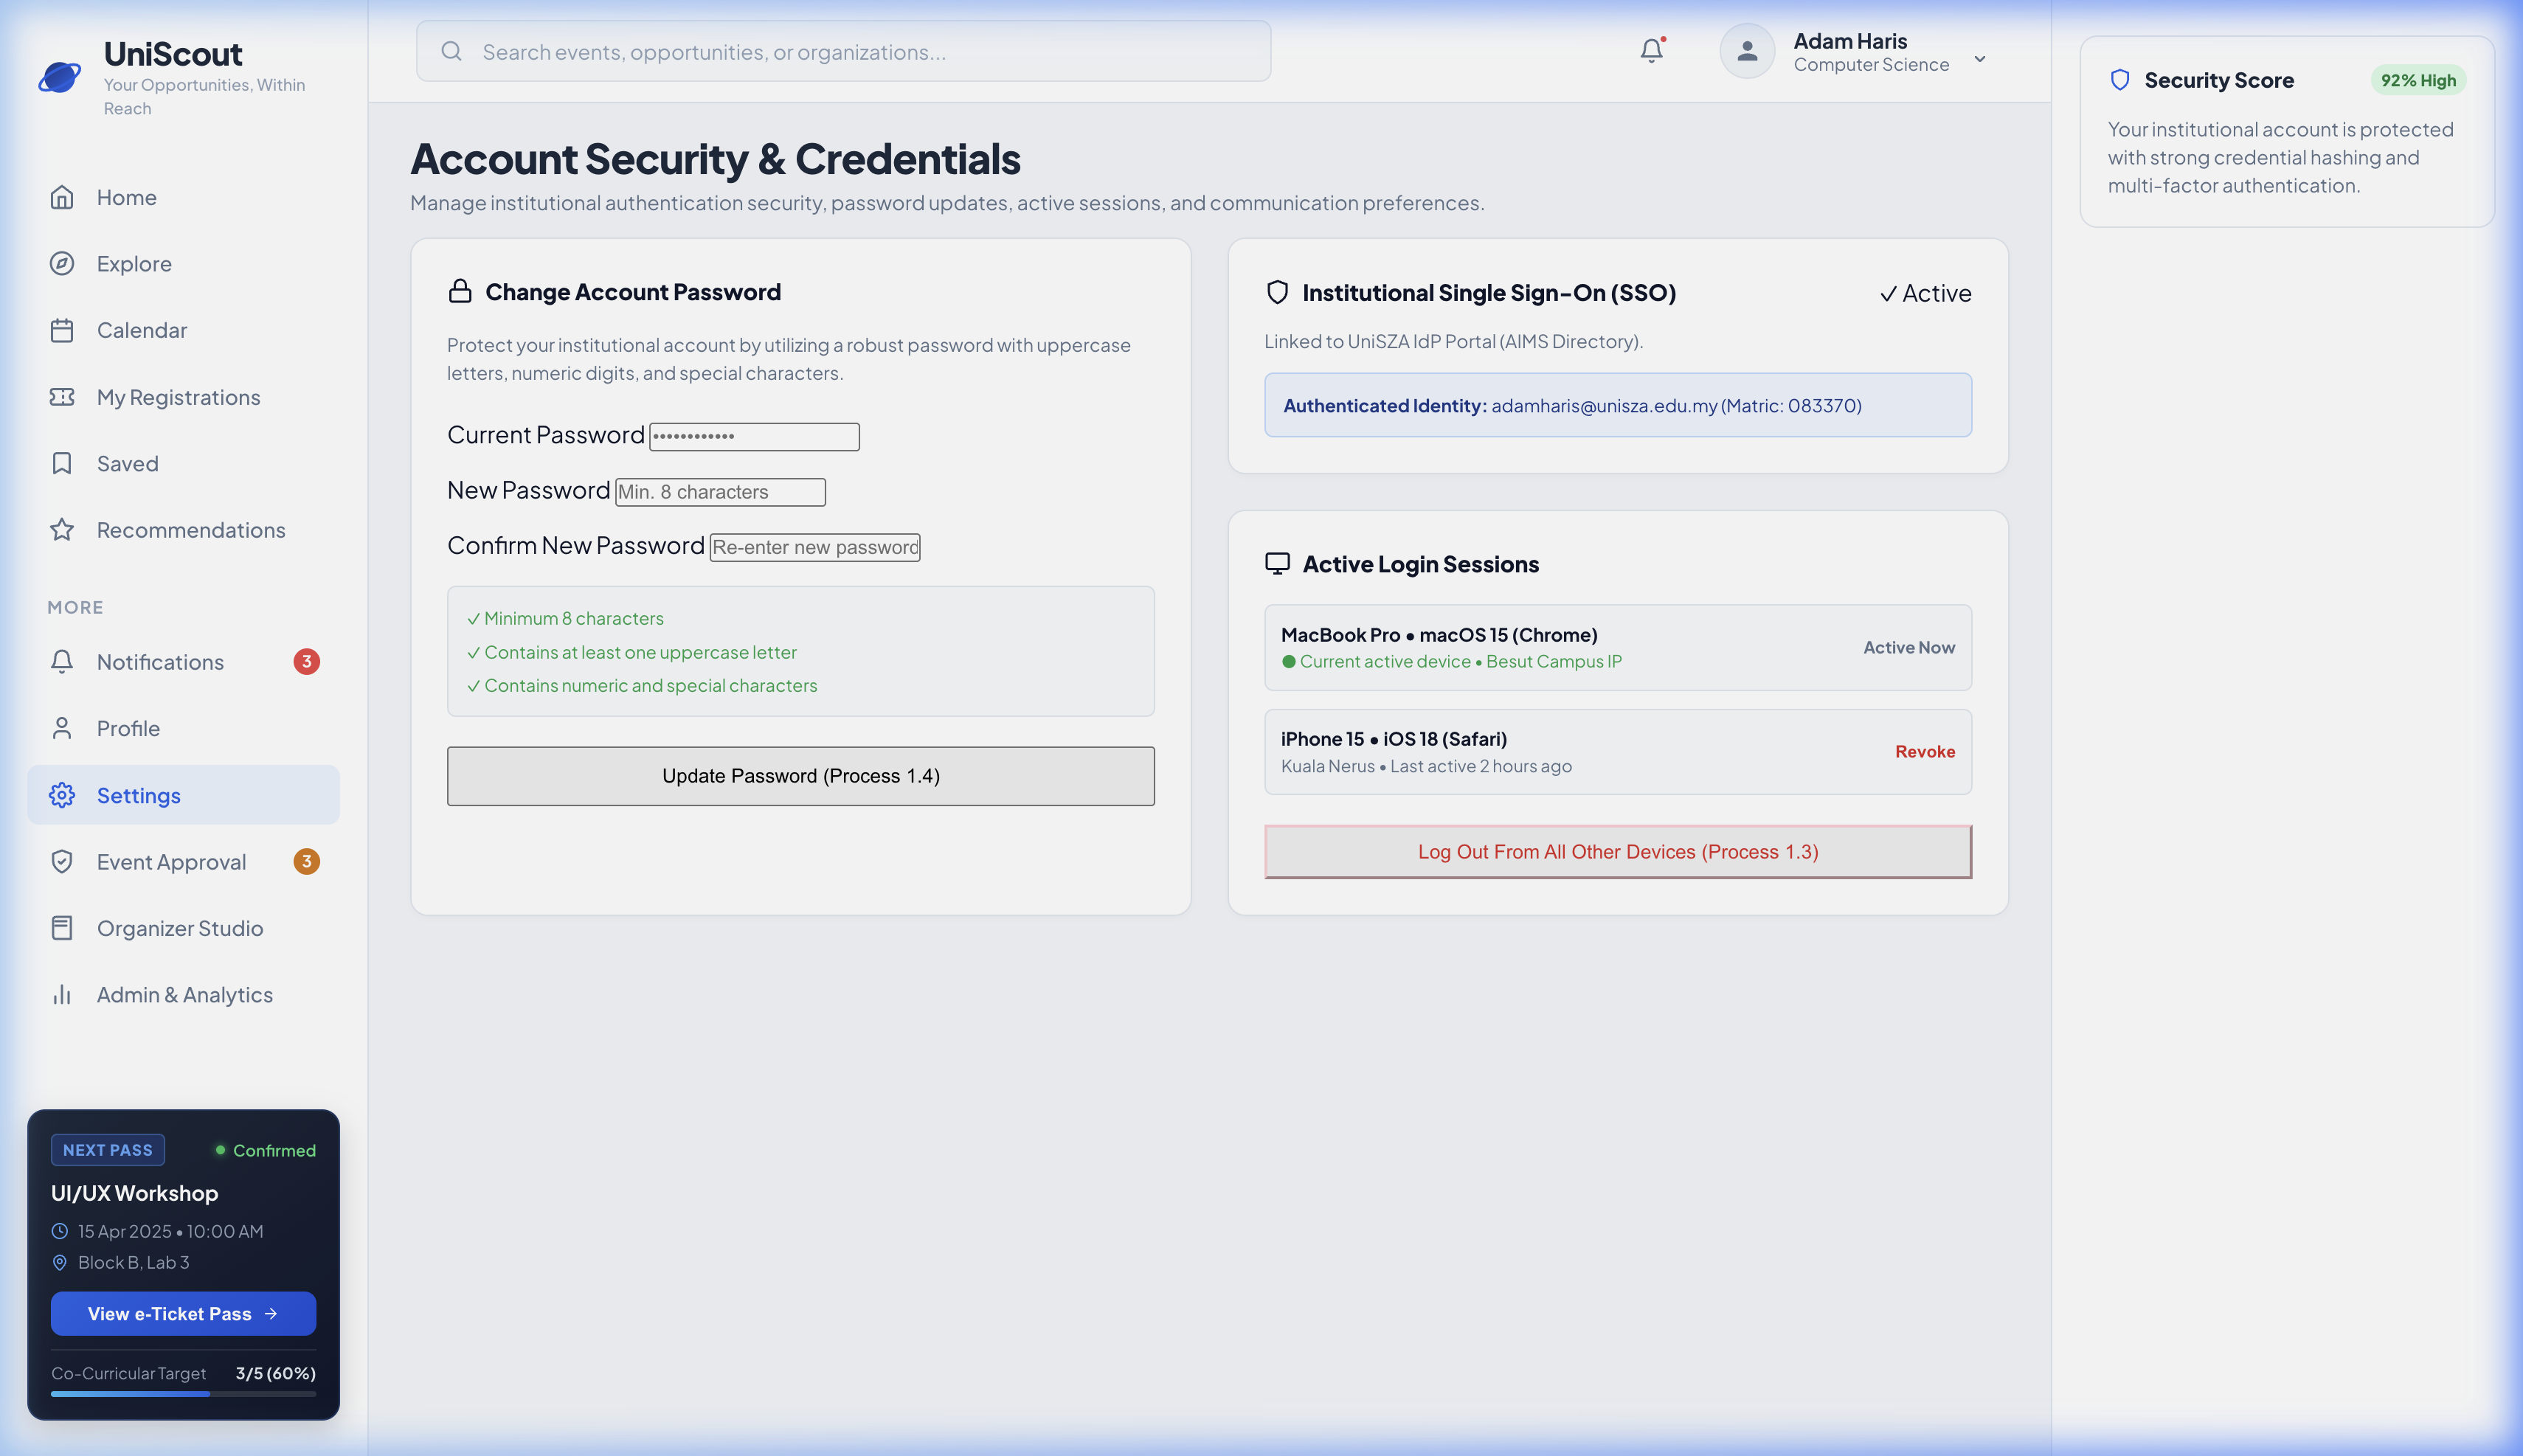 UniScout
Your Opportunities, Within
Reach
Home
Explore
Calendar
My Registrations
Saved
Recommendations
MORE
Notifications
3
Profile
Settings
Event Approval
3
Organizer Studio
Admin & Analytics
NEXT PASS
Confirmed
UI/UX Workshop
15 Apr 2025 • 10:00 AM
Block B, Lab 3
View e-Ticket Pass →
Co-Curricular Target 3/5 (60%)
Search events, opportunities, or organizations...
Adam Haris
Computer Science
Account Security & Credentials
Manage institutional authentication security, password updates, active sessions, and communication preferences.
Change Account Password
Protect your institutional account by utilizing a robust password with uppercase
letters, numeric digits, and special characters.
Current Password ••••••••••••
New Password Min. 8 characters
Confirm New Password Re-enter new password
✓ Minimum 8 characters
✓ Contains at least one uppercase letter
✓ Contains numeric and special characters
Update Password (Process 1.4)
Institutional Single Sign-On (SSO)
✓ Active
Linked to UniSZA IdP Portal (AIMS Directory).
Authenticated Identity: adamharis@unisza.edu.my (Matric: 083370)
Active Login Sessions
MacBook Pro • macOS 15 (Chrome)
● Current active device • Besut Campus IP
Active Now
iPhone 15 • iOS 18 (Safari)
Kuala Nerus • Last active 2 hours ago
Revoke
Log Out From All Other Devices (Process 1.3)
Security Score
92% High
Your institutional account is protected
with strong credential hashing and
multi-factor authentication.